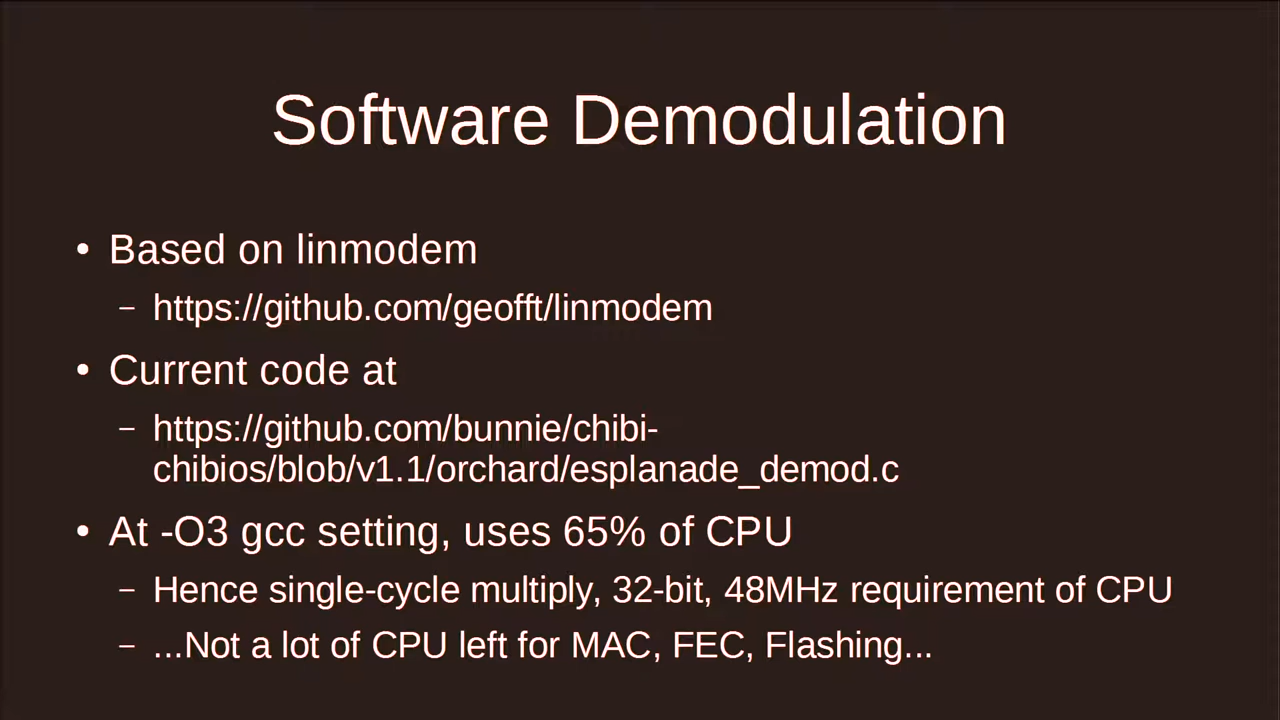 Software Demodulation
• Based on linmodem
– https://github.com/geofft/linmodem
• Current code at
– https://github.com/bunnie/chibi-
chibios/blob/v1.1/orchard/esplanade_demod.c
• At -O3 gcc setting, uses 65% of CPU
– Hence single-cycle multiply, 32-bit, 48MHz requirement of CPU
– ...Not a lot of CPU left for MAC, FEC, Flashing...